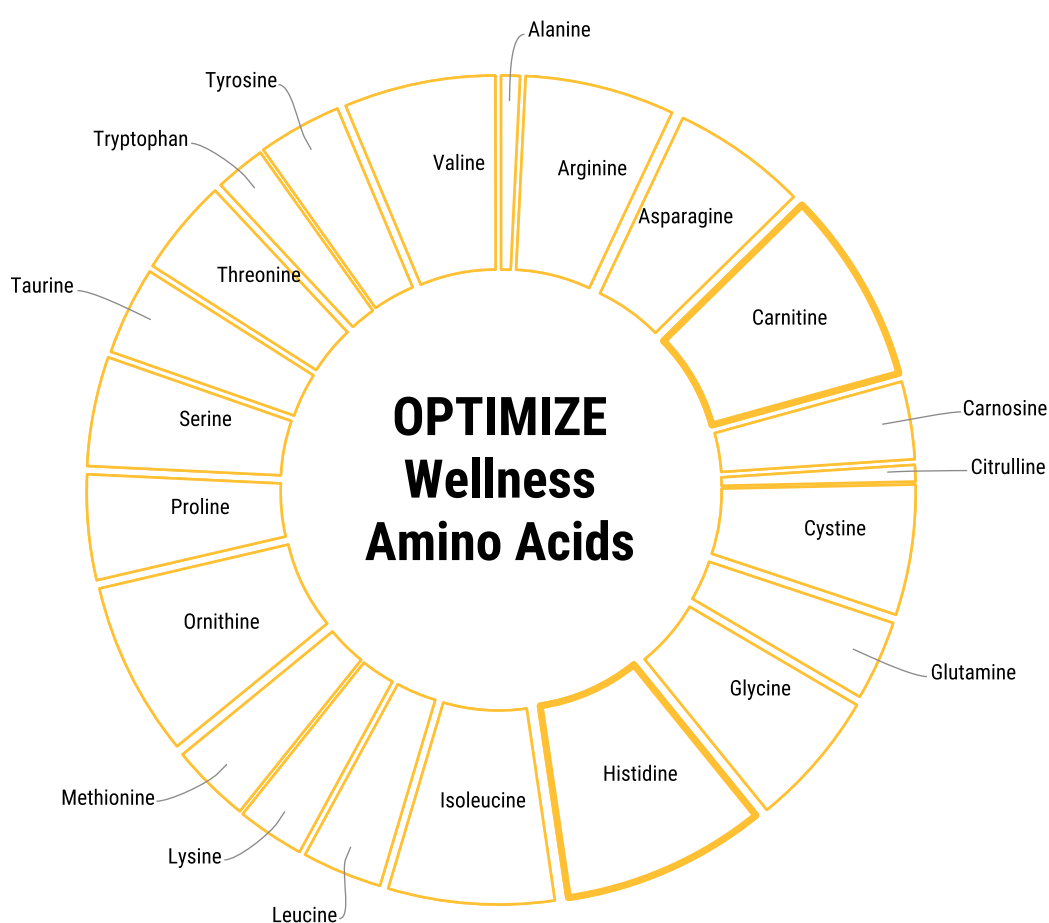 Alanine
Tyrosine
Tryptophan
Valine
Arginine
Asparagine
Threonine
Taurine
Carnitine
OPTIMIZE
Wellness
Amino Acids
Carnosine
Serine
Citrulline
Proline
Cystine
Ornithine
Glutamine
Glycine
Histidine
Methionine
Isoleucine
Lysine
Leucine